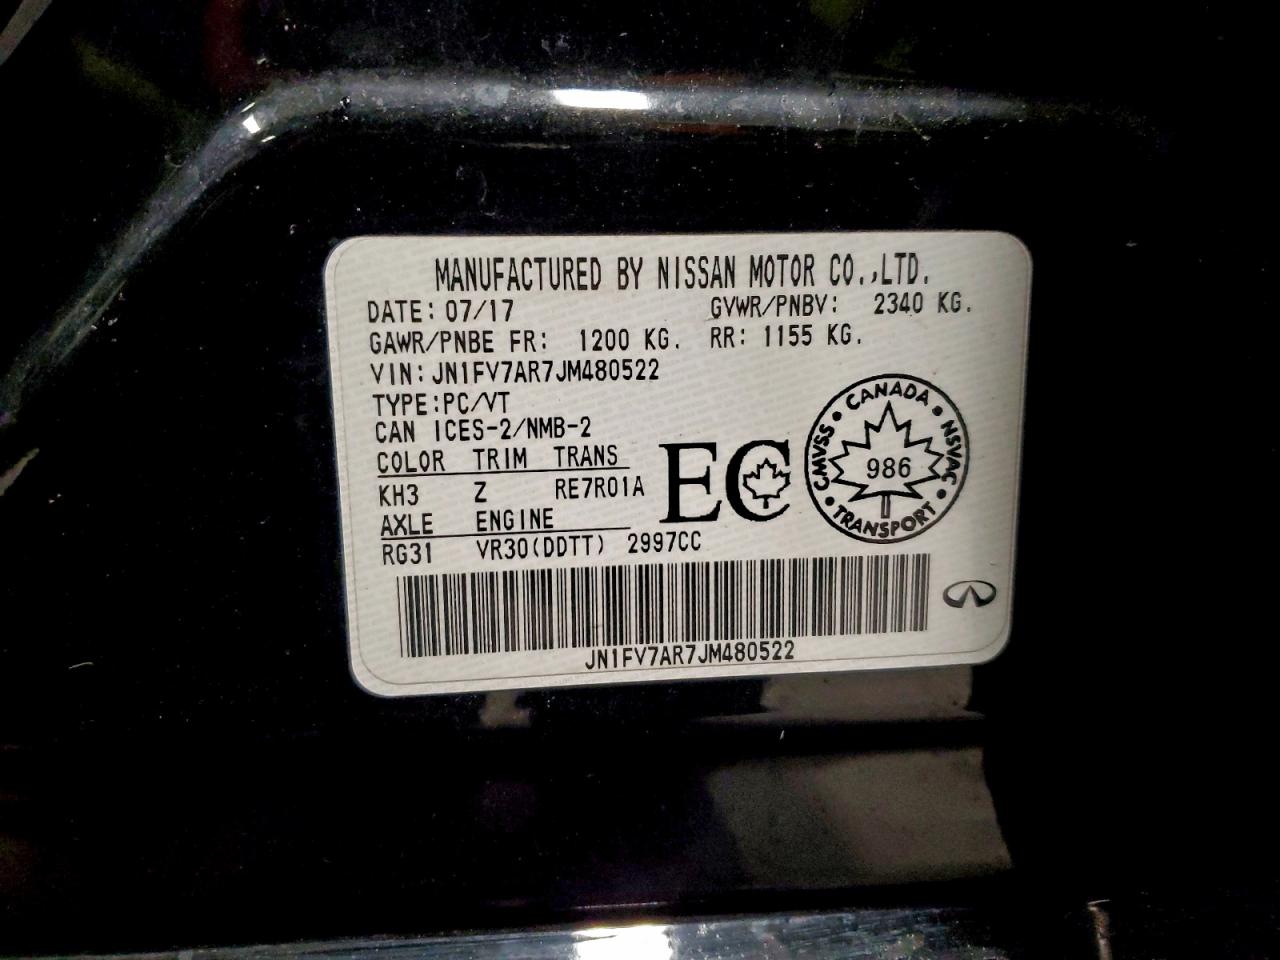 MANUFACTURED BY NISSAN MOTOR CO.,LTD.
DATE: 07/17 GVWR/PNBV: 2340 KG.
GAWR/PNBE FR: 1200 KG. RR: 1155 KG.
VIN: JN1FV7AR7JM480522
TYPE:PC/VT
CAN ICES-2/NMB-2
COLOR TRIM TRANS
KH3 Z RE7R01A
AXLE ENGINE
RG31 VR30(DDTT) 2997CC
EC
CANADA
CMVSS
NSVAC
986
TRANSPORT
JN1FV7AR7JM480522